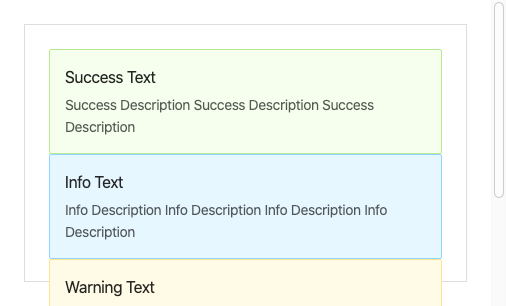 Success Text
Success Description Success Description Success
Description
Info Text
Info Description Info Description Info Description Info
Description
Warning Text